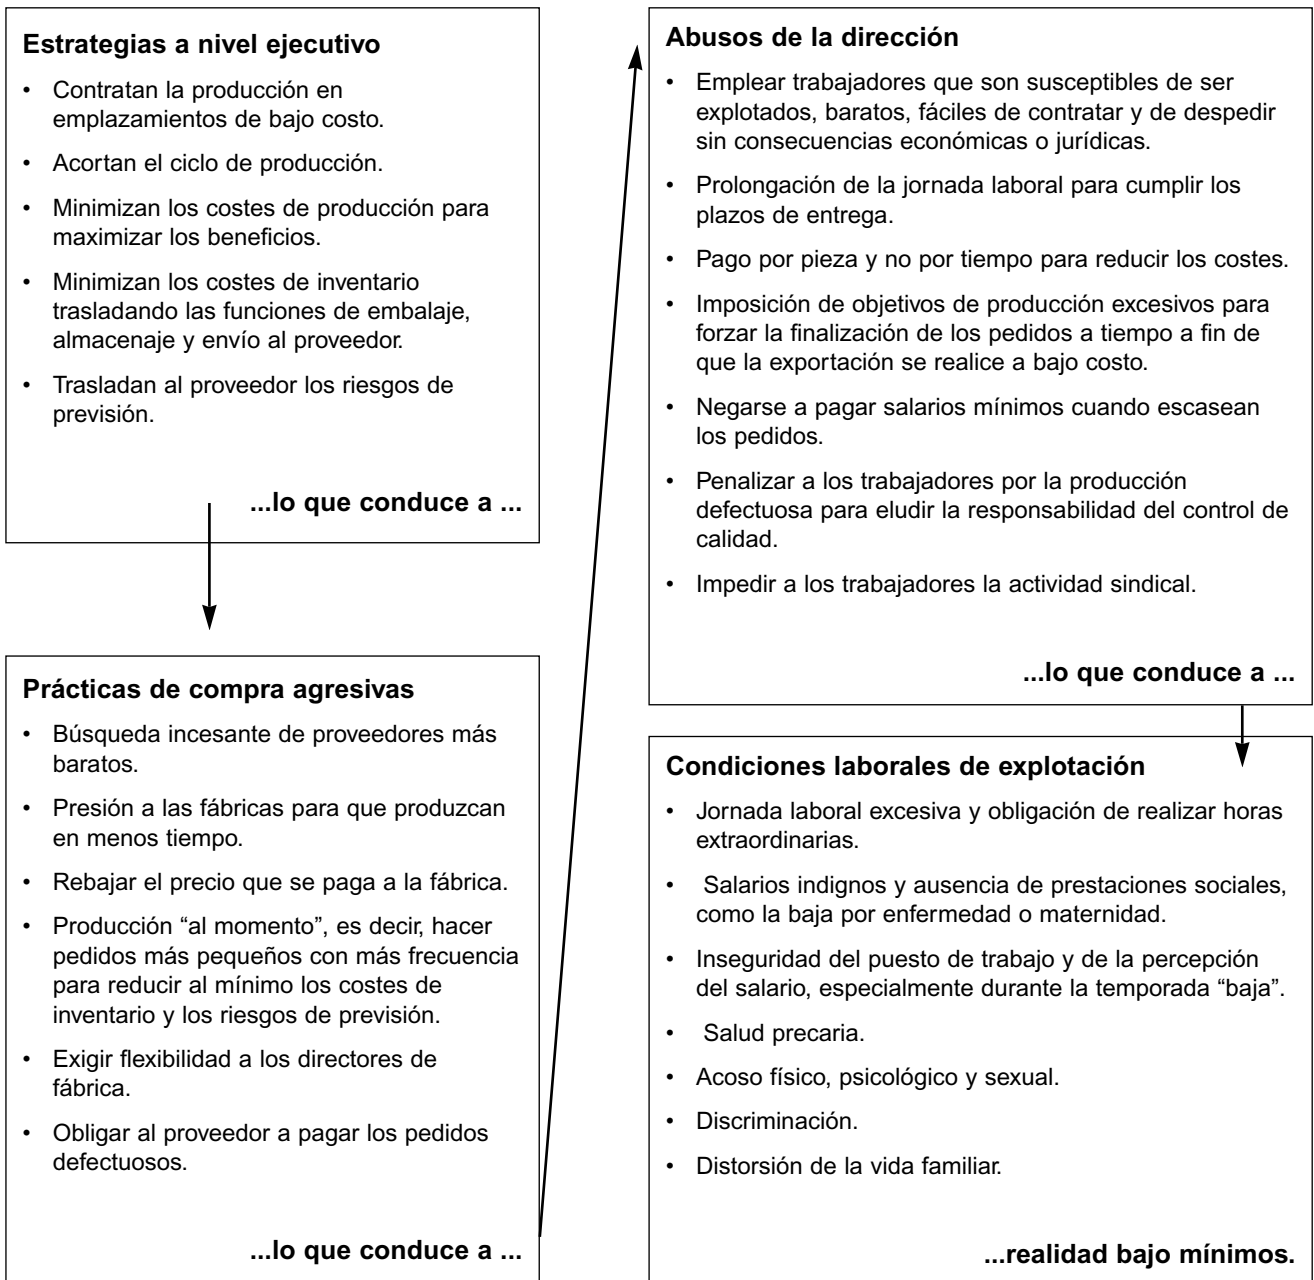 Estrategias a nivel ejecutivo
• Contratan la producción en
emplazamientos de bajo costo.
• Acortan el ciclo de producción.
• Minimizan los costes de producción para
maximizar los beneficios.
• Minimizan los costes de inventario
trasladando las funciones de embalaje,
almacenaje y envío al proveedor.
• Trasladan al proveedor los riesgos de
previsión.
...lo que conduce a ...
Prácticas de compra agresivas
• Búsqueda incesante de proveedores más
baratos.
• Presión a las fábricas para que produzcan
en menos tiempo.
• Rebajar el precio que se paga a la fábrica.
• Producción “al momento”, es decir, hacer
pedidos más pequeños con más frecuencia
para reducir al mínimo los costes de
inventario y los riesgos de previsión.
• Exigir flexibilidad a los directores de
fábrica.
• Obligar al proveedor a pagar los pedidos
defectuosos.
...lo que conduce a ...
Abusos de la dirección
• Emplear trabajadores que son susceptibles de ser
explotados, baratos, fáciles de contratar y de despedir
sin consecuencias económicas o jurídicas.
• Prolongación de la jornada laboral para cumplir los
plazos de entrega.
• Pago por pieza y no por tiempo para reducir los costes.
• Imposición de objetivos de producción excesivos para
forzar la finalización de los pedidos a tiempo a fin de
que la exportación se realice a bajo costo.
• Negarse a pagar salarios mínimos cuando escasean
los pedidos.
• Penalizar a los trabajadores por la producción
defectuosa para eludir la responsabilidad del control de
calidad.
• Impedir a los trabajadores la actividad sindical.
...lo que conduce a ...
Condiciones laborales de explotación
• Jornada laboral excesiva y obligación de realizar horas
extraordinarias.
• Salarios indignos y ausencia de prestaciones sociales,
como la baja por enfermedad o maternidad.
• Inseguridad del puesto de trabajo y de la percepción
del salario, especialmente durante la temporada “baja”.
• Salud precaria.
• Acoso físico, psicológico y sexual.
• Discriminación.
• Distorsión de la vida familiar.
...realidad bajo mínimos.